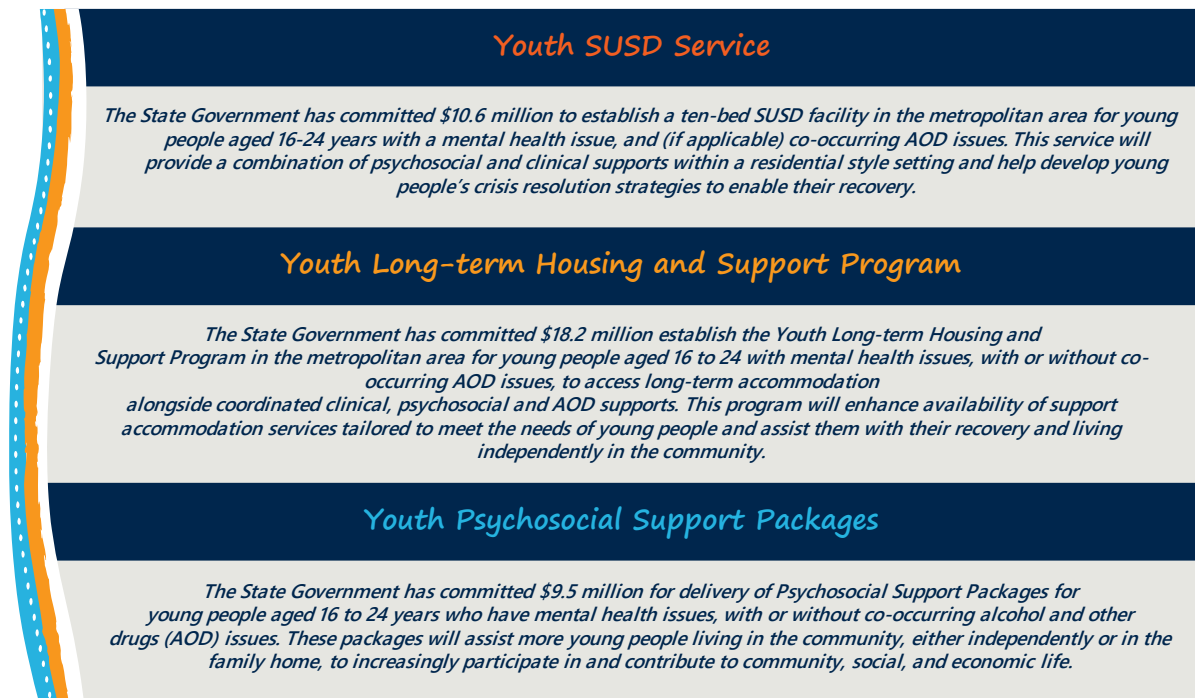 Youth SUSD Service
The State Government has committed $10.6 million to establish a ten-bed SUSD facility in the metropolitan area for young
people aged 16-24 years with a mental health issue, and (if applicable) co-occurring AOD issues. This service will
provide a combination of psychosocial and clinical supports within a residential style setting and help develop young
people's crisis resolution strategies to enable their recovery.
Youth Long-term Housing and Support Program
The State Government has committed $18.2 million establish the Youth Long-term Housing and
Support Program in the metropolitan area for young people aged 16 to 24 with mental health issues, with or without co-
occurring AOD issues, to access long-term accommodation
alongside coordinated clinical, psychosocial and AOD supports. This program will enhance availability of support
accommodation services tailored to meet the needs of young people and assist them with their recovery and living
independently in the community.
Youth Psychosocial Support Packages
The State Government has committed $9.5 million for delivery of Psychosocial Support Packages for
young people aged 16 to 24 years who have mental health issues, with or without co-occurring alcohol and other
drugs (AOD) issues. These packages will assist more young people living in the community, either independently or in the
family home, to increasingly participate in and contribute to community, social, and economic life.